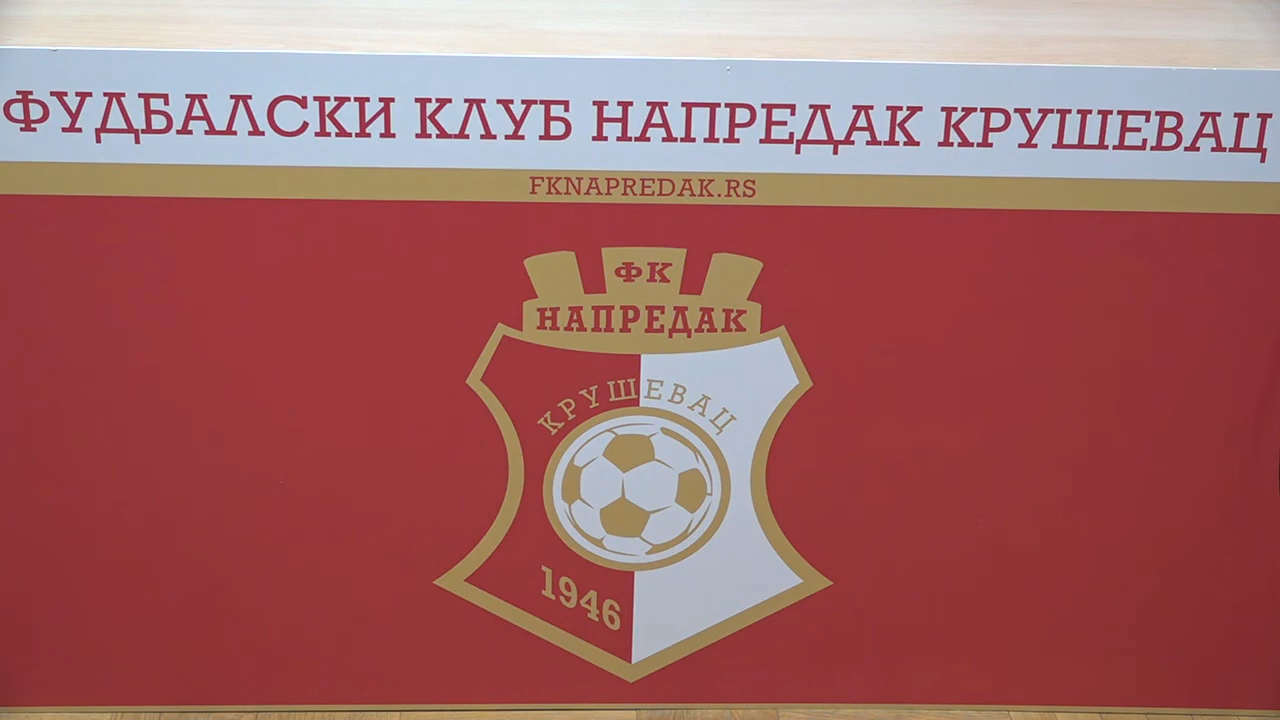 ФУДБАЛСКИ КЛУБ НАПРЕДАК КРУШЕВАЦ
FKNAPREDAK.RS
ФК
НАПРЕДАК
КРУШЕВАЦ
1946